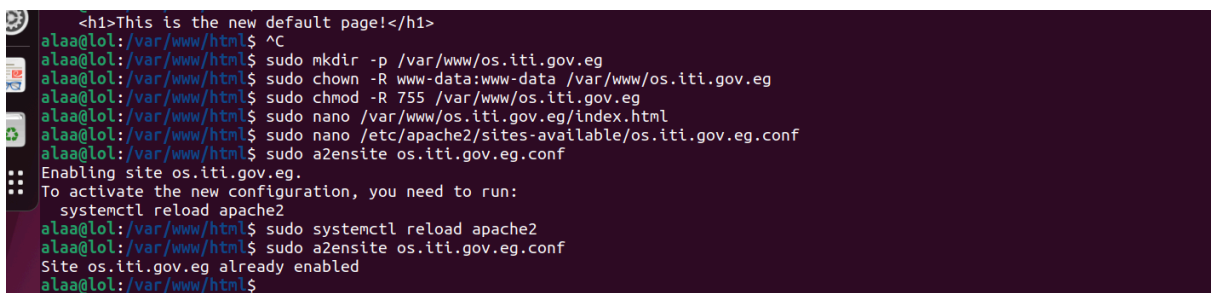 <h1>This is the new default page!</h1>
alaa@lol:/var/www/html$ ^C
alaa@lol:/var/www/html$ sudo mkdir -p /var/www/os.iti.gov.eg
alaa@lol:/var/www/html$ sudo chown -R www-data:www-data /var/www/os.iti.gov.eg
alaa@lol:/var/www/html$ sudo chmod -R 755 /var/www/os.iti.gov.eg
alaa@lol:/var/www/html$ sudo nano /var/www/os.iti.gov.eg/index.html
alaa@lol:/var/www/html$ sudo nano /etc/apache2/sites-available/os.iti.gov.eg.conf
alaa@lol:/var/www/html$ sudo a2ensite os.iti.gov.eg.conf
Enabling site os.iti.gov.eg.
To activate the new configuration, you need to run:
  systemctl reload apache2
alaa@lol:/var/www/html$ sudo systemctl reload apache2
alaa@lol:/var/www/html$ sudo a2ensite os.iti.gov.eg.conf
Site os.iti.gov.eg already enabled
alaa@lol:/var/www/html$